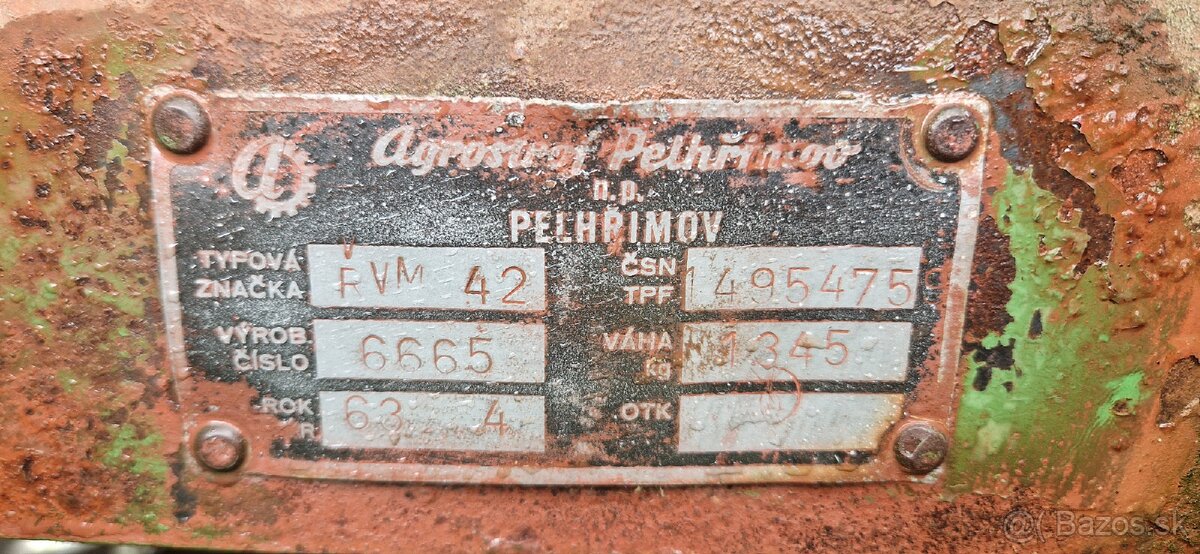 Agrostroj Pelhřimov
n.p.
PELHŘIMOV
TYPOVÁ ZNAČKA ŘVM 42
ČSN TPF 1495475
VÝROB. ČÍSLO 6665
VÁHA kg 1345
ROK 63 4
OTK
Bazos.sk